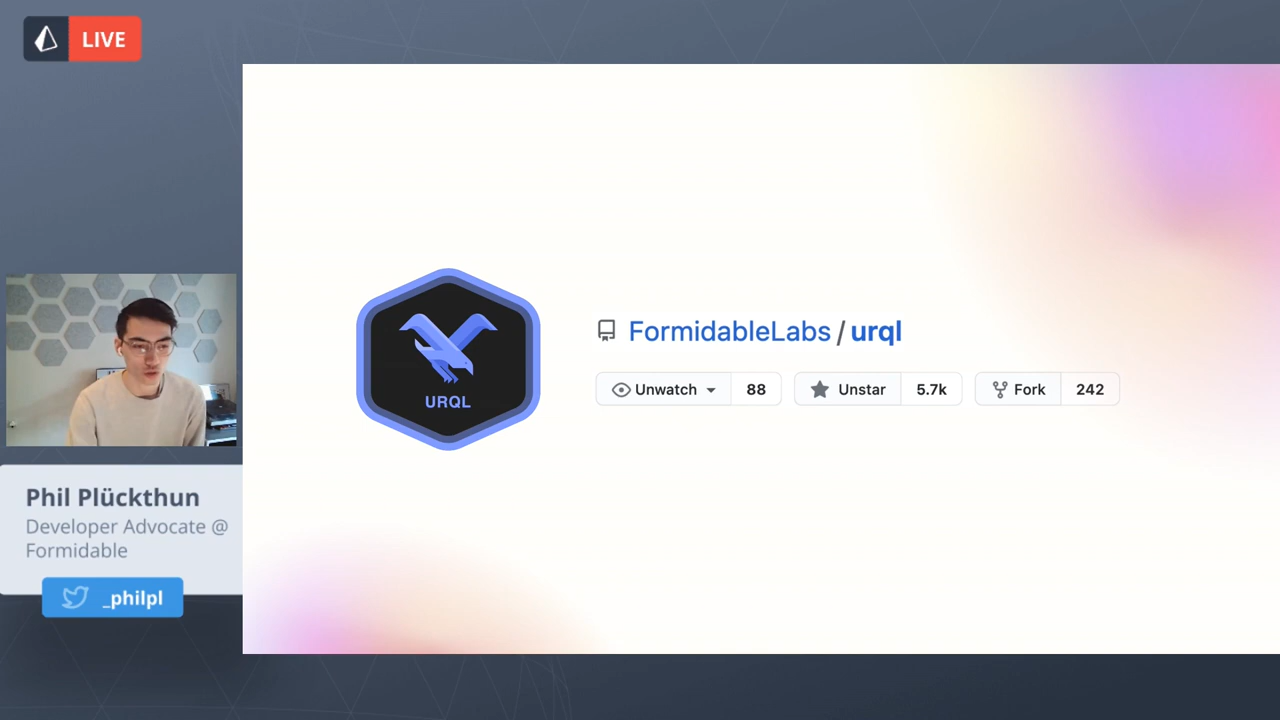 LIVE
Phil Plückthun
Developer Advocate @
Formidable
_philpl
URQL
FormidableLabs / urql
Unwatch 88
Unstar 5.7k
Fork 242